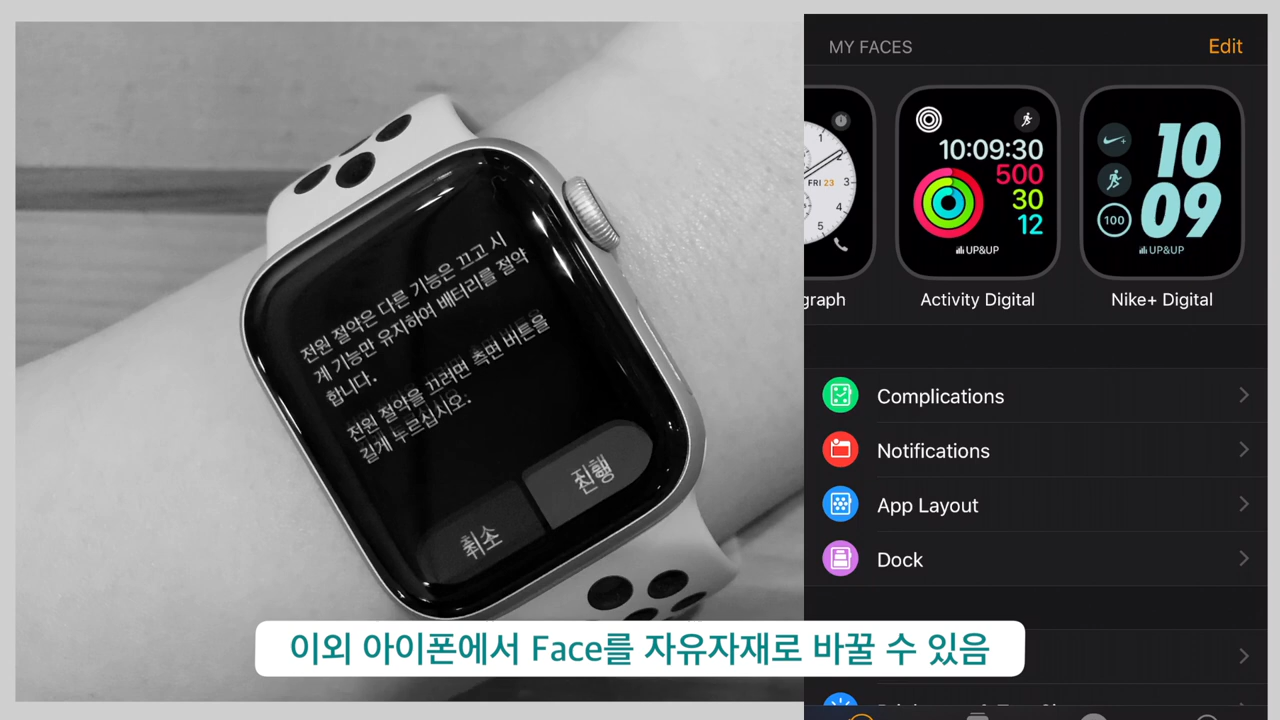 전원 절약은 다른 기능은 끄고 시
계 기능만 유지하여 배터리를 절약
합니다.
전원 절약을 끄려면 측면 버튼을
길게 누르십시오.
취소
진행
MY FACES
Edit
1
2
3
4
5
FRI 23
10:09:30
500
30
12
UP&UP
10
09
100
UP&UP
graph
Activity Digital
Nike+ Digital
Complications
Notifications
App Layout
Dock
이외 아이폰에서 Face를 자유자재로 바꿀 수 있음